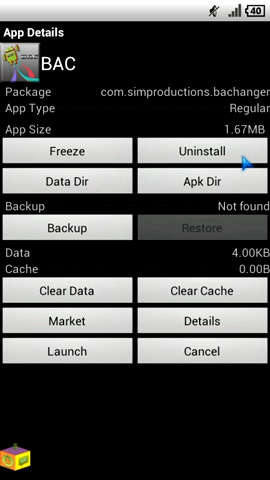 40
App Details
BAC
Package com.simproductions.bachanger
App Type Regular
App Size 1.67MB
Freeze Uninstall
Data Dir Apk Dir
Backup Not found
Backup Restore
Data 4.00KB
Cache 0.00B
Clear Data Clear Cache
Market Details
Launch Cancel